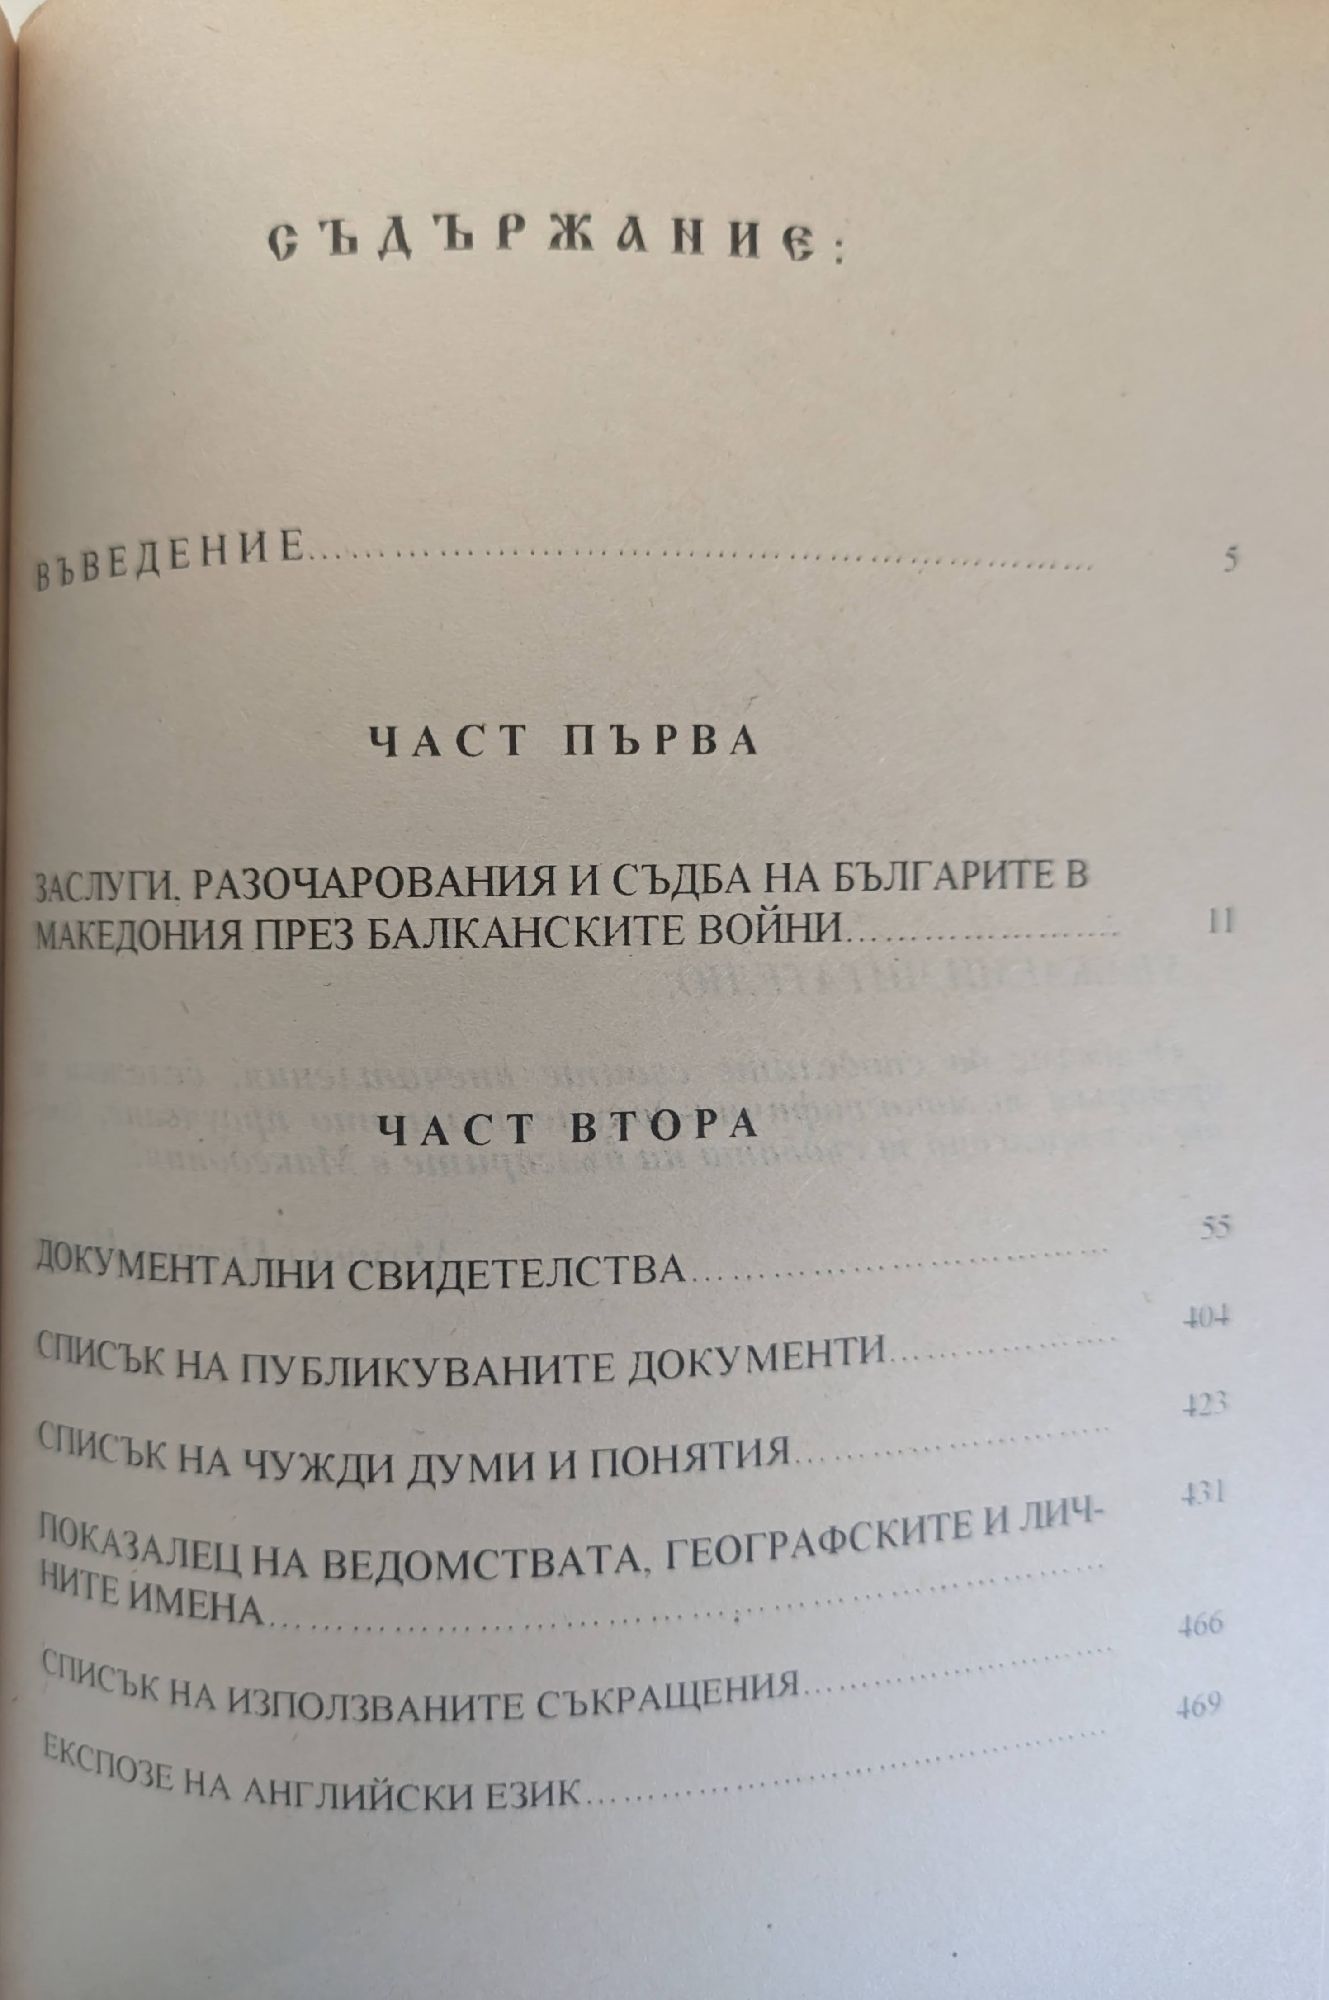 СЪДЪРЖАНИЕ:
ВЪВЕДЕНИЕ........................................ 5
ЧАСТ ПЪРВА
ЗАСЛУГИ, РАЗОЧАРОВАНИЯ И СЪДБА НА БЪЛГАРИТЕ В
МАКЕДОНИЯ ПРЕЗ БАЛКАНСКИТЕ ВОЙНИ..................... 11
ЧАСТ ВТОРА
ДОКУМЕНТАЛНИ СВИДЕТЕЛСТВА............................ 55
СПИСЪК НА ПУБЛИКУВАНИТЕ ДОКУМЕНТИ.................. 404
СПИСЪК НА ЧУЖДИ ДУМИ И ПОНЯТИЯ........................ 423
ПОКАЗАЛЕЦ НА ВЕДОМСТВАТА, ГЕОГРАФСКИТЕ И ЛИЧ- 431
НИТЕ ИМЕНА................................................
СПИСЪК НА ИЗПОЛЗВАНИТЕ СЪКРАЩЕНИЯ...................... 466
ЕКСПОЗЕ НА АНГЛИЙСКИ ЕЗИК................................ 469